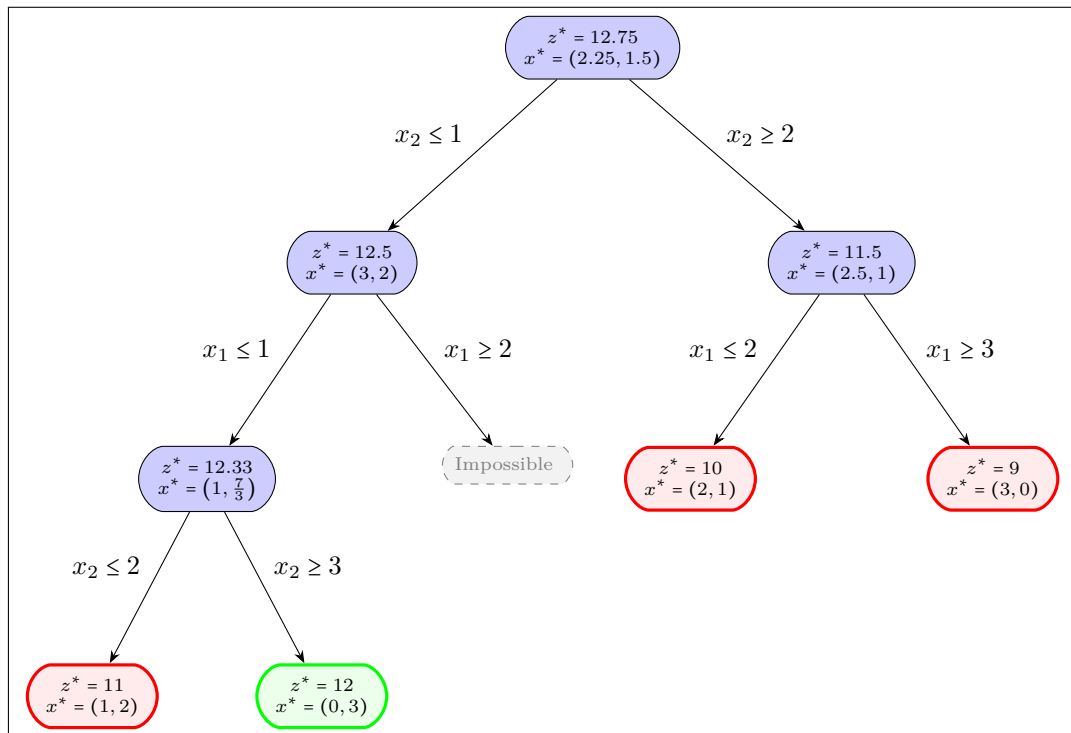 z* = 12.75
x* = (2.25, 1.5)
x₂ ≤ 1
x₂ ≥ 2
z* = 12.5
x* = (3, 2)
z* = 11.5
x* = (2.5, 1)
x₁ ≤ 1
x₁ ≥ 2
x₁ ≤ 2
x₁ ≥ 3
z* = 12.33
x* = (1, 7/3)
Impossible
z* = 10
x* = (2, 1)
z* = 9
x* = (3, 0)
x₂ ≤ 2
x₂ ≥ 3
z* = 11
x* = (1, 2)
z* = 12
x* = (0, 3)